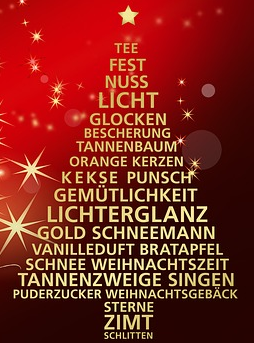 TEE
FEST
NUSS
LICHT
GLOCKEN
BESCHERUNG
TANNENBAUM
ORANGE KERZEN
KEKSE PUNSCH
GEMÜTLICHKEIT
LICHTERGLANZ
GOLD SCHNEEMANN
VANILLEDUFT BRATAPFEL
SCHNEE WEIHNACHTSZEIT
TANNENZWEIGE SINGEN
PUDERZUCKER WEIHNACHTSGEBÄCK
STERNE
ZIMT
SCHLITTEN